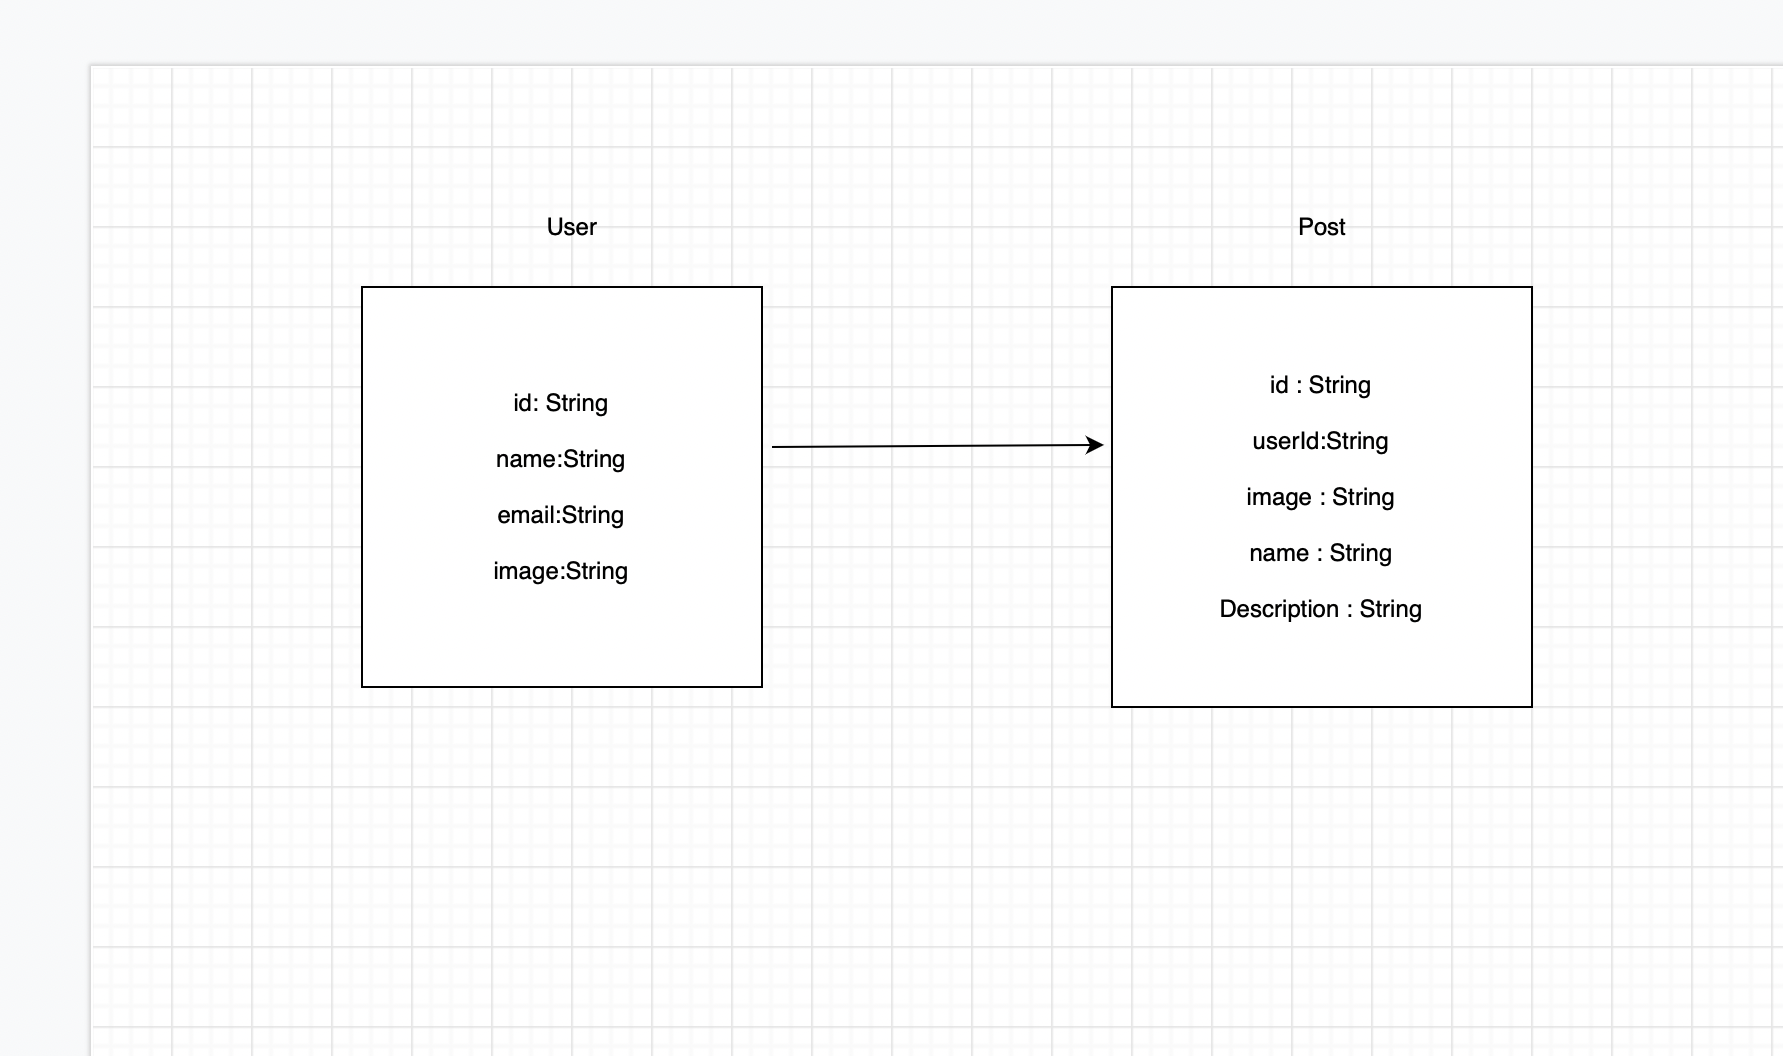 User
id: String
name:String
email:String
image:String
Post
id : String
userId:String
image : String
name : String
Description : String